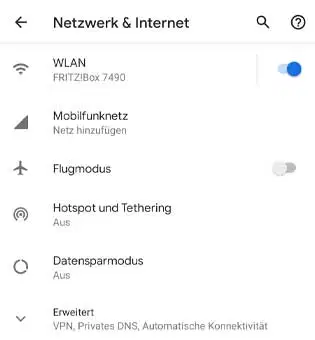 Netzwerk & Internet
WLAN
FRITZ!Box 7490
Mobilfunknetz
Netz hinzufügen
Flugmodus
Hotspot und Tethering
Aus
Datensparmodus
Aus
Erweitert
VPN, Privates DNS, Automatische Konnektivität